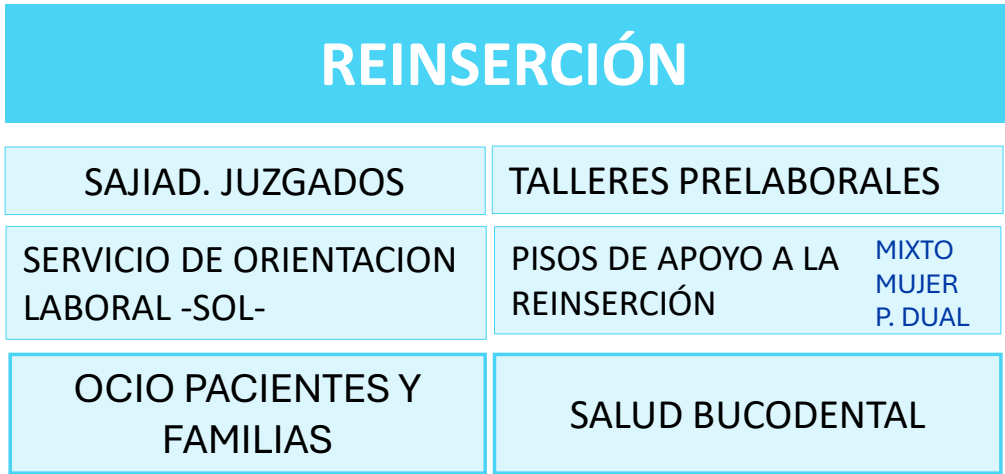 REINSERCIÓN
SAJIAD. JUZGADOS
TALLERES PRELABORALES
SERVICIO DE ORIENTACION
LABORAL -SOL-
PISOS DE APOYO A LA
REINSERCIÓN
MIXTO
MUJER
P. DUAL
OCIO PACIENTES Y
FAMILIAS
SALUD BUCODENTAL